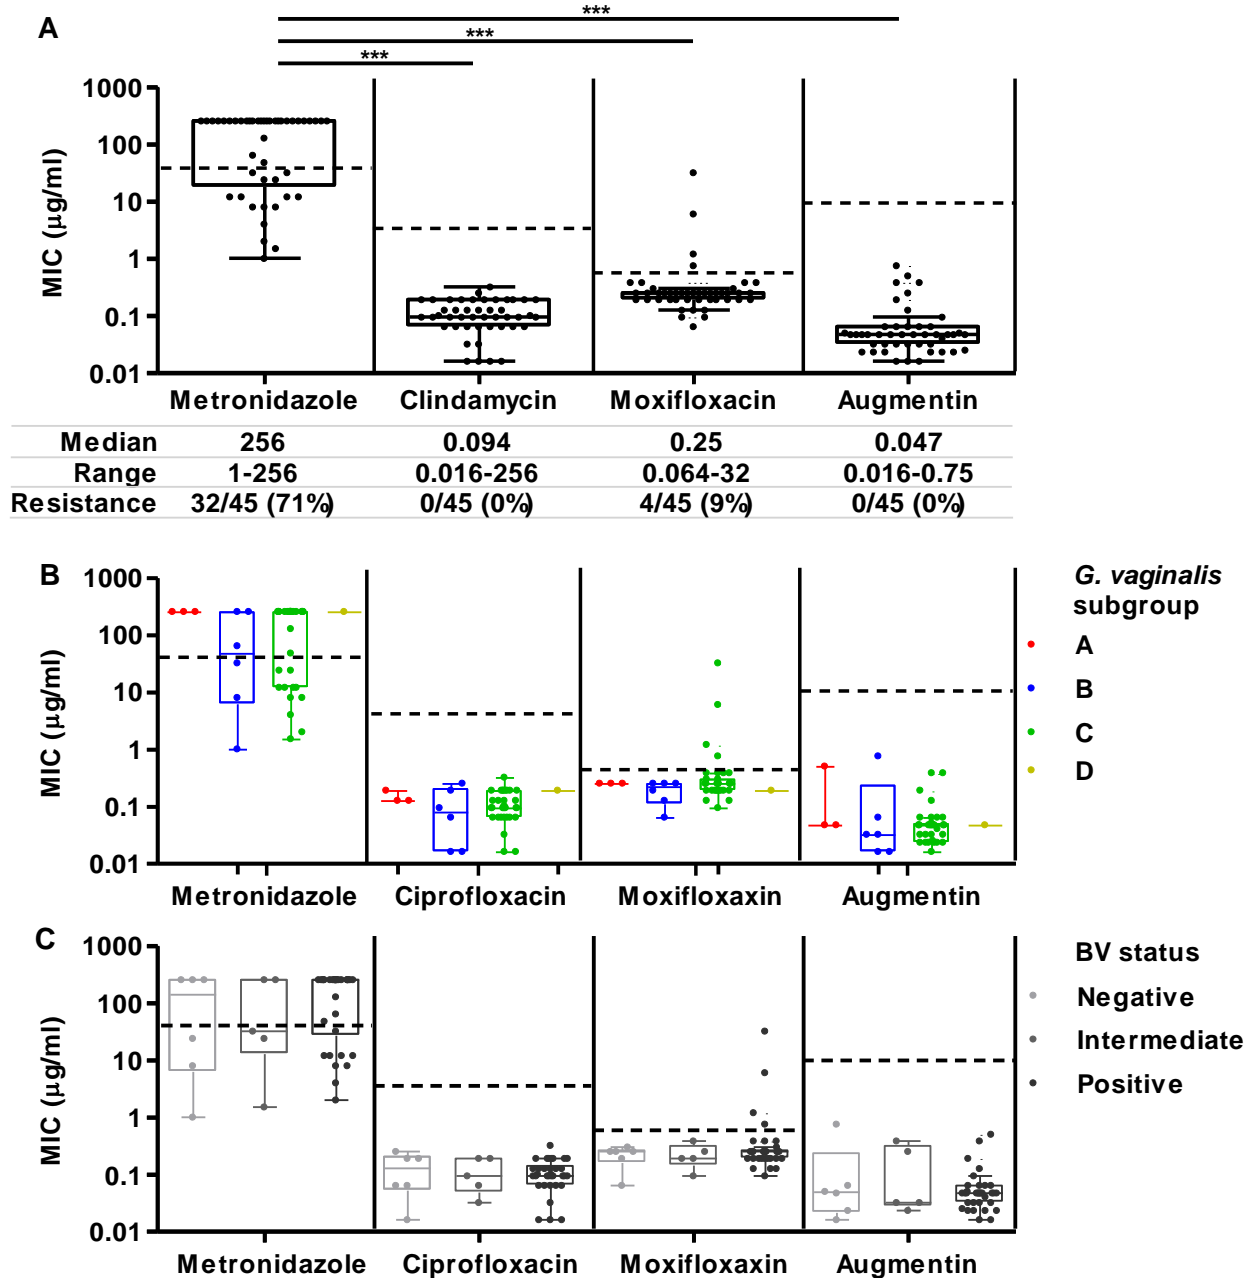 ***
A
***
***
1000
100
10
1
0.1
0.01
MIC (µg/ml)
Metronidazole Clindamycin Moxifloxacin Augmentin
Median 256 0.094 0.25 0.047
Range 1-256 0.016-256 0.064-32 0.016-0.75
Resistance 32/45 (71%) 0/45 (0%) 4/45 (9%) 0/45 (0%)
B
1000
100
10
1
0.1
0.01
MIC (µg/ml)
Metronidazole Ciprofloxacin Moxifloxaxin Augmentin
G. vaginalis
subgroup
A
B
C
D
C
1000
100
10
1
0.1
0.01
MIC (µg/ml)
Metronidazole Ciprofloxacin Moxifloxaxin Augmentin
BV status
Negative
Intermediate
Positive